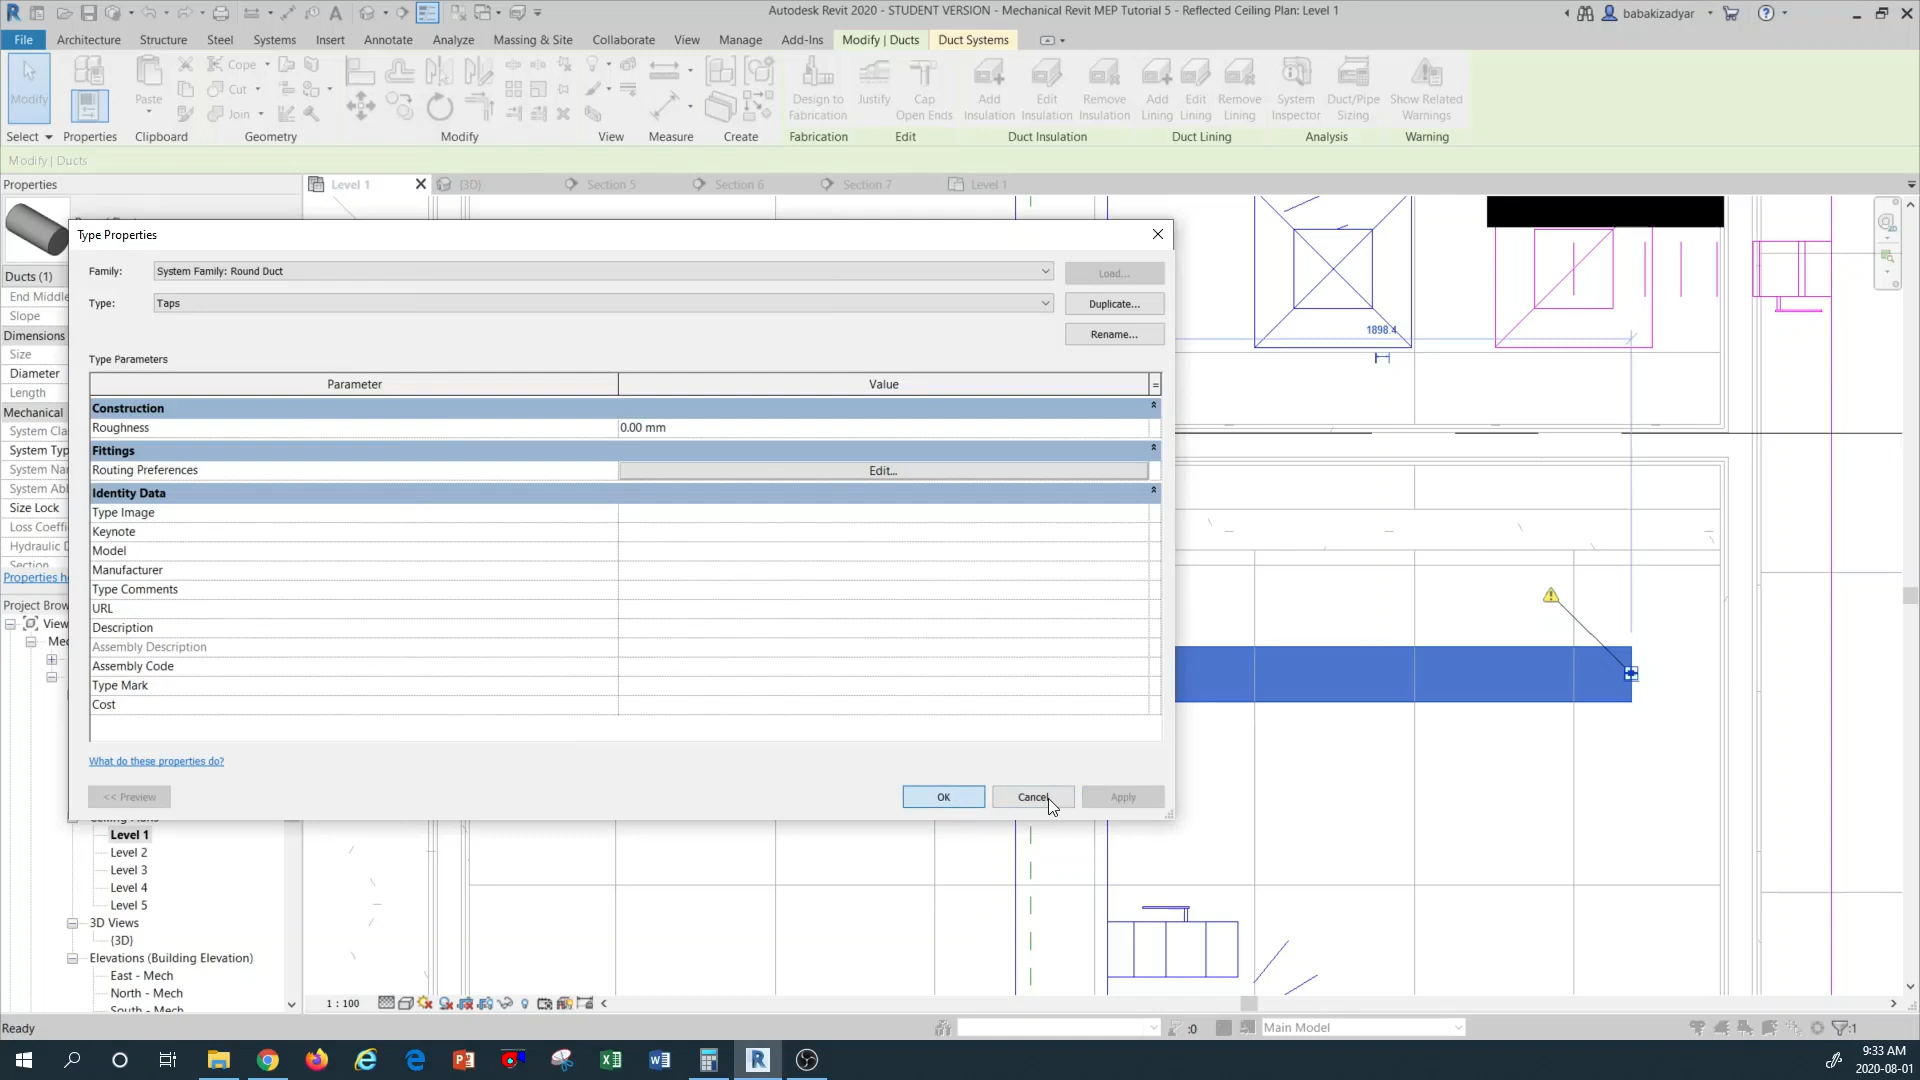 Autodesk Revit 2020 - STUDENT VERSION - Mechanical Revit MEP Tutorial 5 - Reflected Ceiling Plan: Level 1
babakizadyar
File Architecture Structure Steel Systems Insert Annotate Analyze Massing & Site Collaborate View Manage Add-Ins Modify | Ducts Duct Systems
Modify Paste Cope Cut Join
Design to Fabrication Justify Cap Open Ends Add Insulation Edit Insulation Remove Insulation Add Lining Edit Lining Remove Lining System Inspector Duct/Pipe Sizing Show Related Warnings
Select Properties Clipboard Geometry Modify View Measure Create Fabrication Edit Duct Insulation Duct Lining Analysis Warning
Modify | Ducts
Properties
Level 1 {3D} Section 5 Section 6 Section 7 Level 1
Type Properties
Family: System Family: Round Duct Load...
Type: Taps Duplicate...
Rename...
Type Parameters
Parameter Value =
Construction
Roughness 0.00 mm
Fittings
Routing Preferences Edit...
Identity Data
Type Image
Keynote
Model
Manufacturer
Type Comments
URL
Description
Assembly Description
Assembly Code
Type Mark
Cost
What do these properties do?
<< Preview OK Cancel Apply
Ducts (1)
End Middle
Slope
Dimensions
Size
Diameter
Length
Mechanical
System Cla
System Typ
System Na
System Ab
Size Lock
Loss Coeffi
Hydraulic D
Section
Properties he
Project Brow
View
Mec
1898.4
Ceiling Plans
Level 1
Level 2
Level 3
Level 4
Level 5
3D Views
{3D}
Elevations (Building Elevation)
East - Mech
North - Mech
South - Mech
1 : 100
Ready
:0
Main Model
:1
9:33 AM
2020-08-01